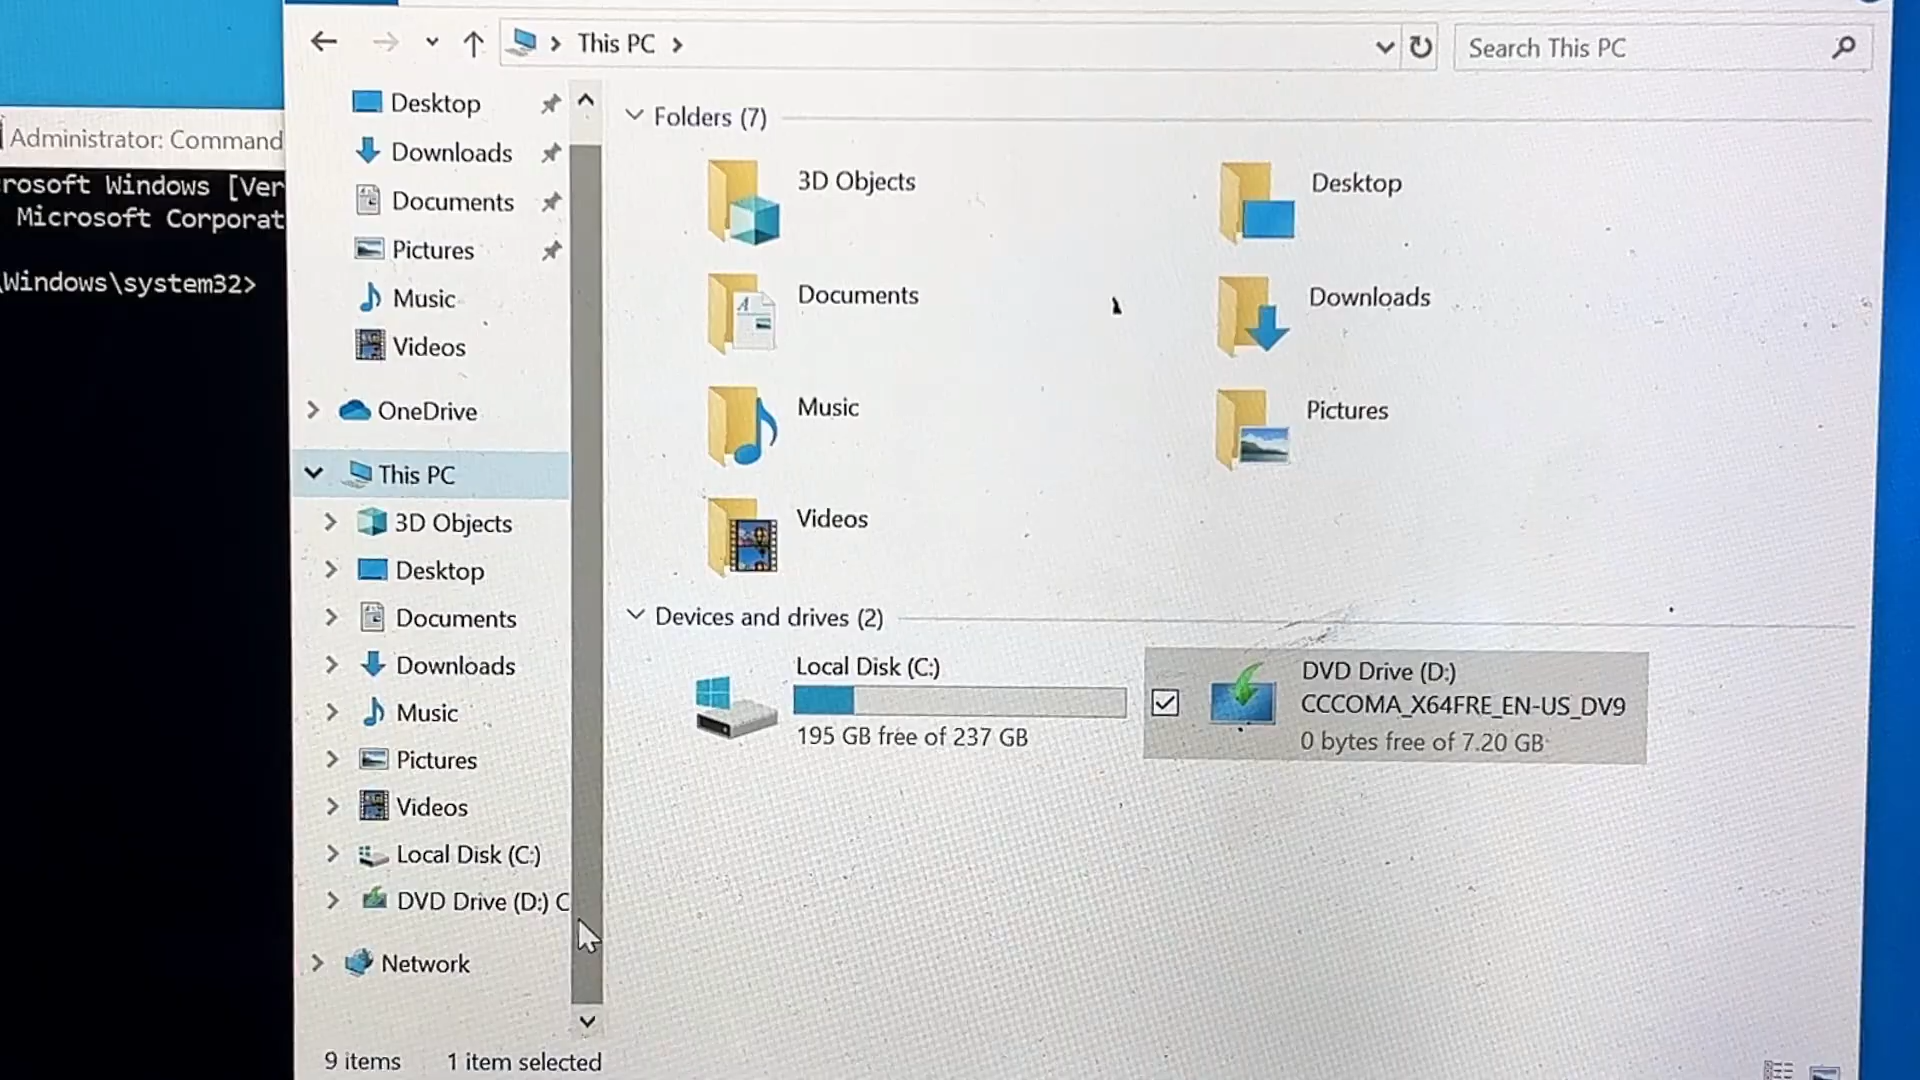 This PC
Search This PC
Administrator: Command
rosoft Windows [Ver
Microsoft Corporat
\Windows\system32>
Desktop
Downloads
Documents
Pictures
Music
Videos
OneDrive
This PC
3D Objects
Desktop
Documents
Downloads
Music
Pictures
Videos
Local Disk (C:)
DVD Drive (D:) C
Network
Folders (7)
3D Objects
Desktop
Documents
Downloads
Music
Pictures
Videos
Devices and drives (2)
Local Disk (C:)
195 GB free of 237 GB
DVD Drive (D:)
CCCOMA_X64FRE_EN-US_DV9
0 bytes free of 7.20 GB
9 items
1 item selected